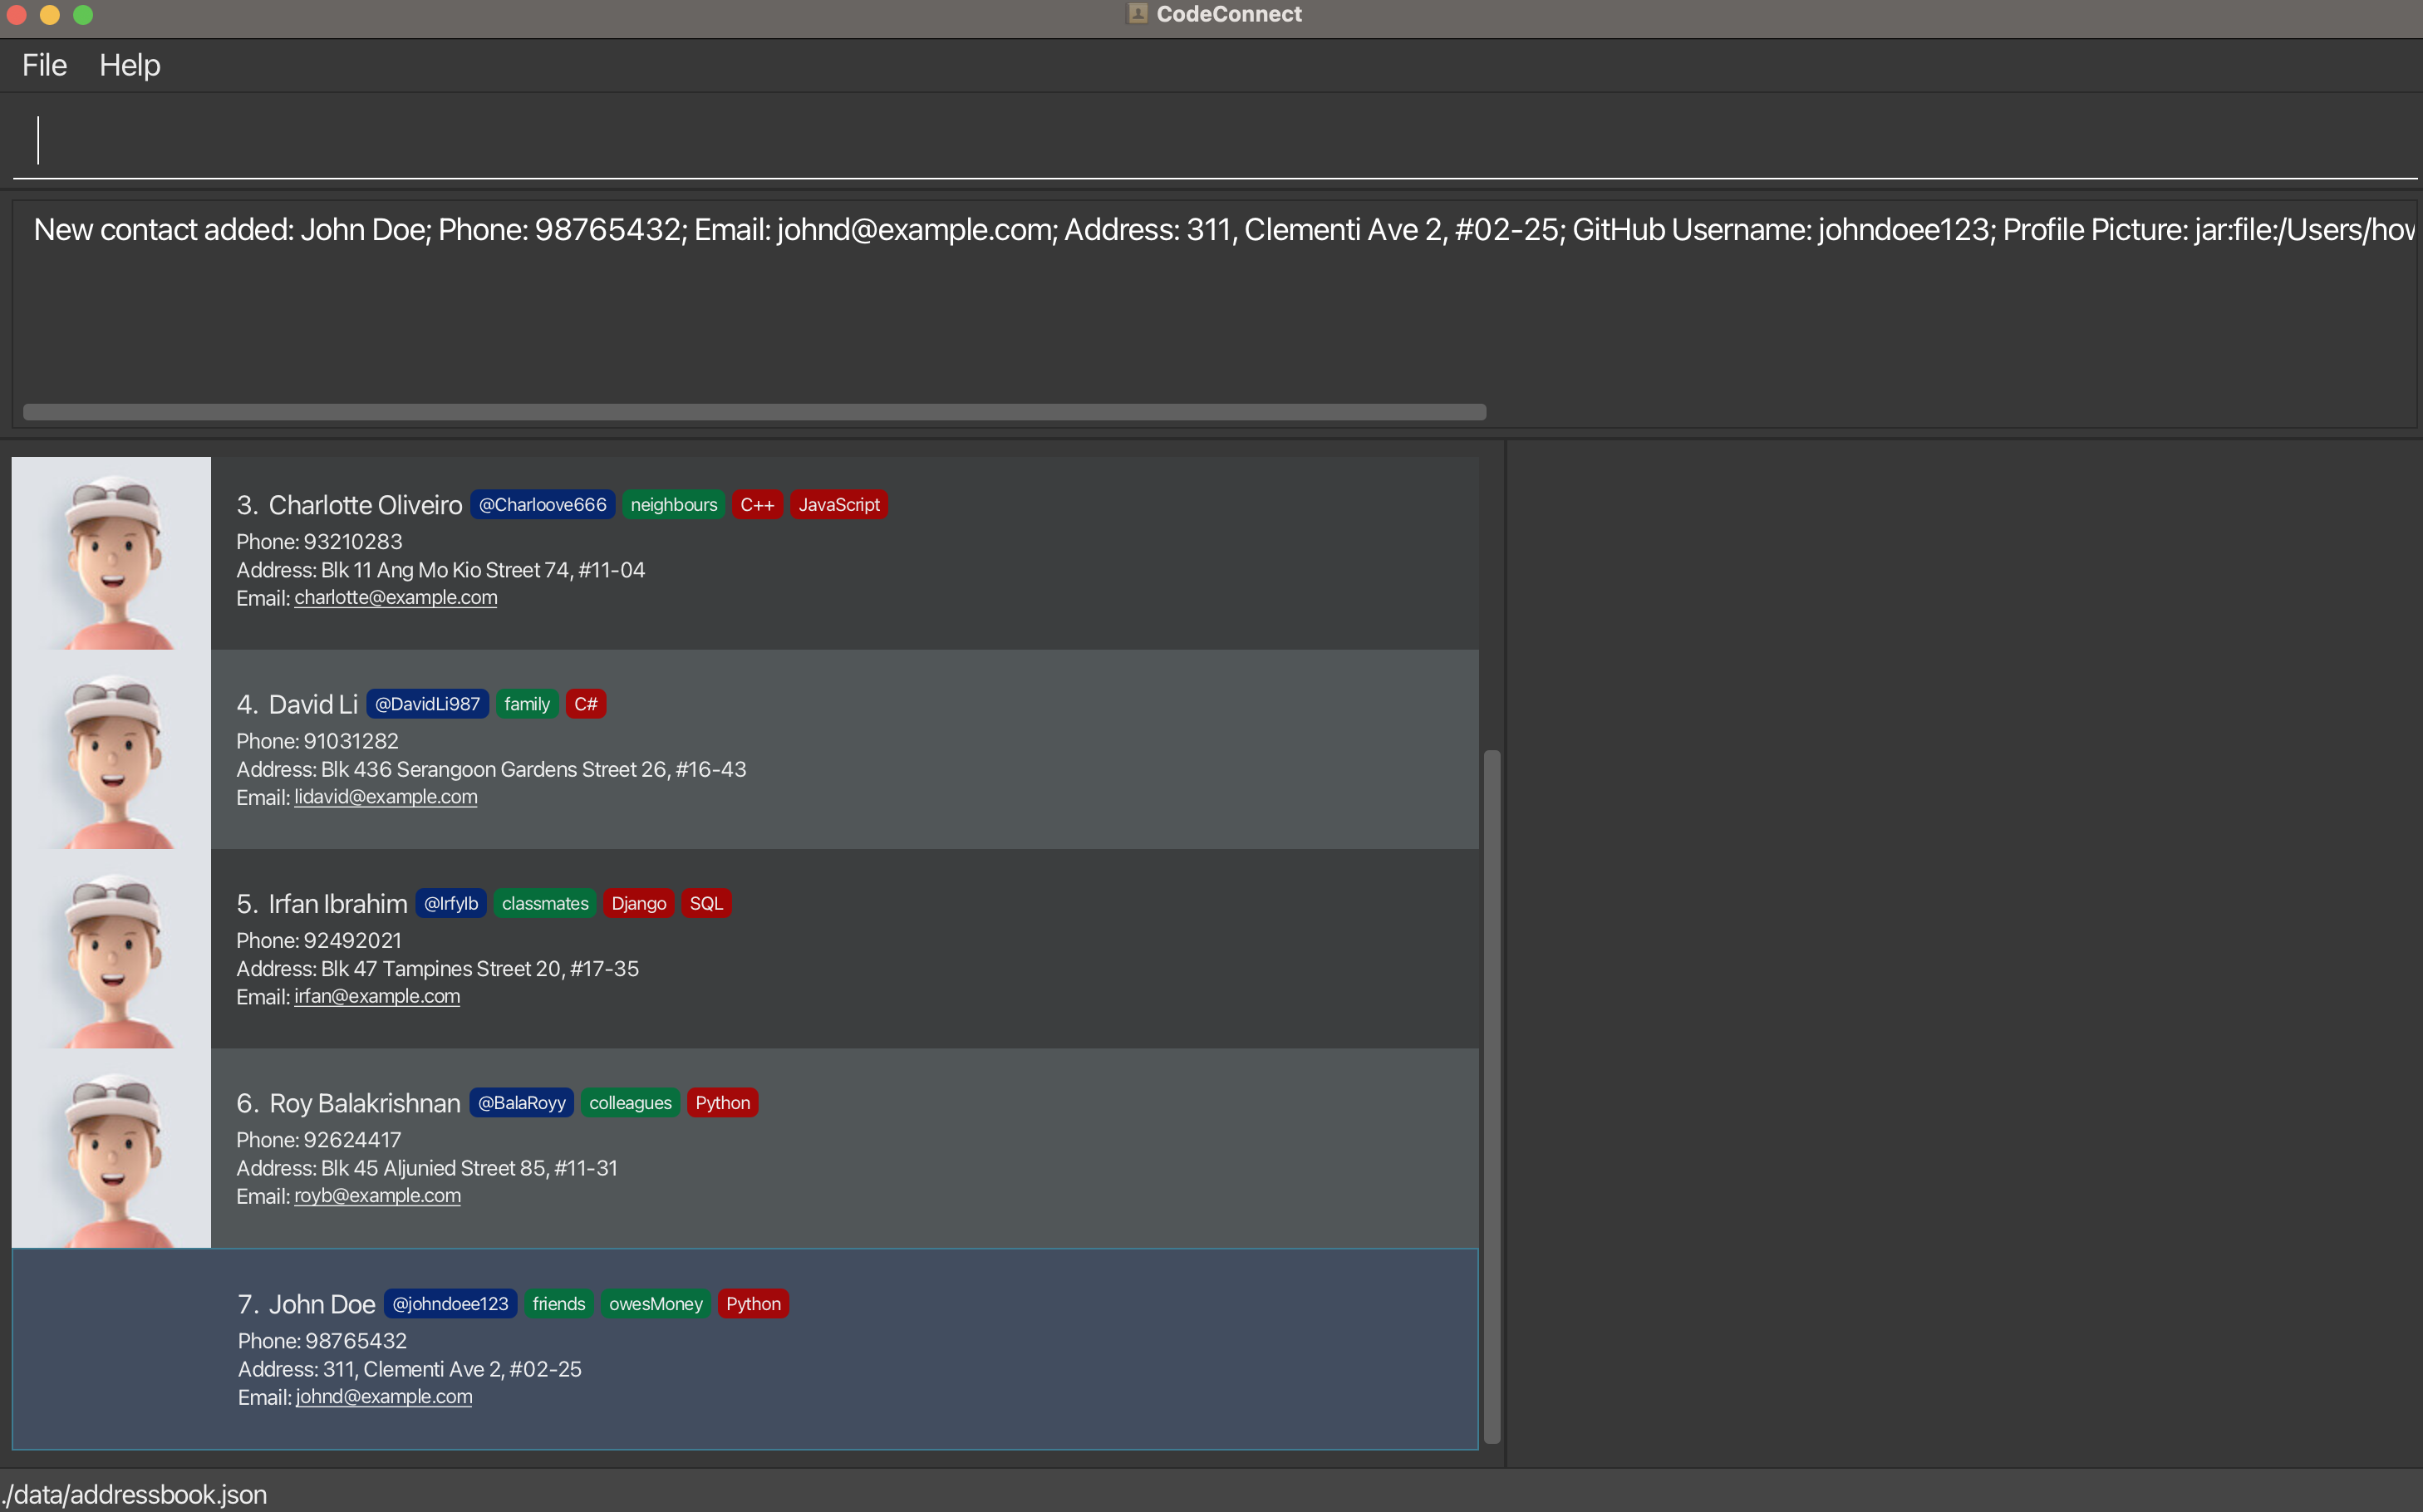 CodeConnect
File Help
New contact added: John Doe; Phone: 98765432; Email: johnd@example.com; Address: 311, Clementi Ave 2, #02-25; GitHub Username: johndoee123; Profile Picture: jar:file:/Users/hov
3. Charlotte Oliveiro @Charloove666 neighbours C++ JavaScript
Phone: 93210283
Address: Blk 11 Ang Mo Kio Street 74, #11-04
Email: charlotte@example.com
4. David Li @DavidLi987 family C#
Phone: 91031282
Address: Blk 436 Serangoon Gardens Street 26, #16-43
Email: lidavid@example.com
5. Irfan Ibrahim @IrfyIb classmates Django SQL
Phone: 92492021
Address: Blk 47 Tampines Street 20, #17-35
Email: irfan@example.com
6. Roy Balakrishnan @BalaRoyy colleagues Python
Phone: 92624417
Address: Blk 45 Aljunied Street 85, #11-31
Email: royb@example.com
7. John Doe @johndoee123 friends owesMoney Python
Phone: 98765432
Address: 311, Clementi Ave 2, #02-25
Email: johnd@example.com
./data/addressbook.json